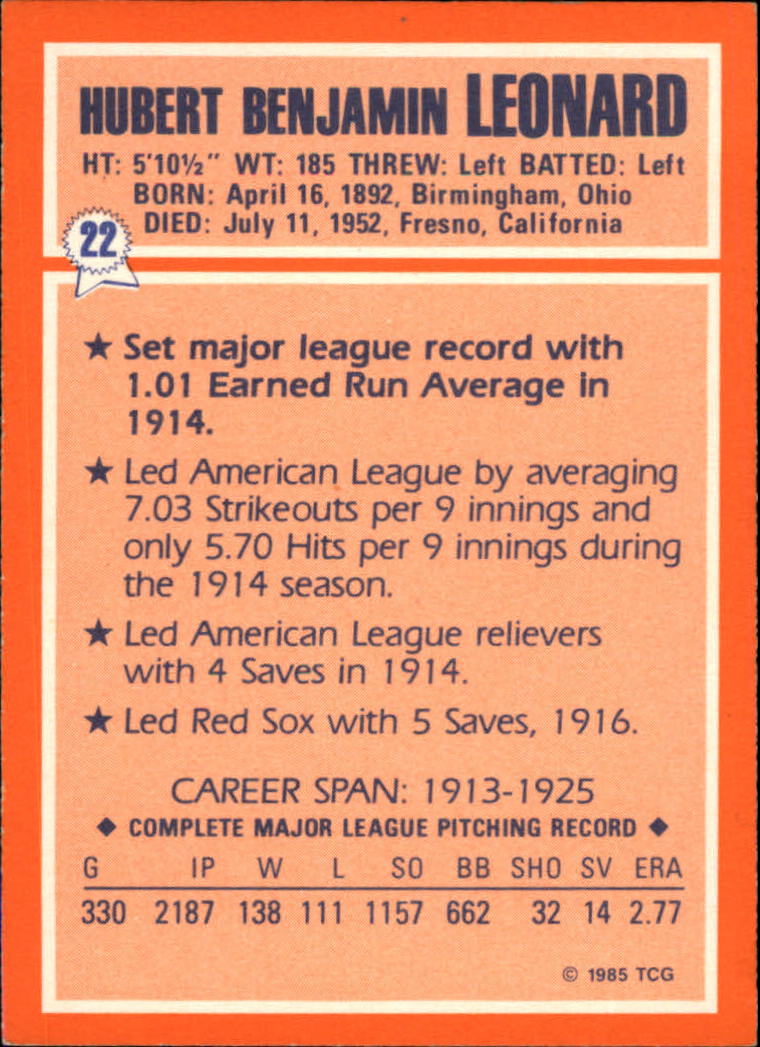 HUBERT BENJAMIN LEONARD
HT: 5'10½" WT: 185 THREW: Left BATTED: Left
BORN: April 16, 1892, Birmingham, Ohio
DIED: July 11, 1952, Fresno, California
22
★ Set major league record with
1.01 Earned Run Average in
1914.
★ Led American League by averaging
7.03 Strikeouts per 9 innings and
only 5.70 Hits per 9 innings during
the 1914 season.
★ Led American League relievers
with 4 Saves in 1914.
★ Led Red Sox with 5 Saves, 1916.
CAREER SPAN: 1913-1925
◆ COMPLETE MAJOR LEAGUE PITCHING RECORD ◆
G IP W L SO BB SHO SV ERA
330 2187 138 111 1157 662 32 14 2.77
© 1985 TCG